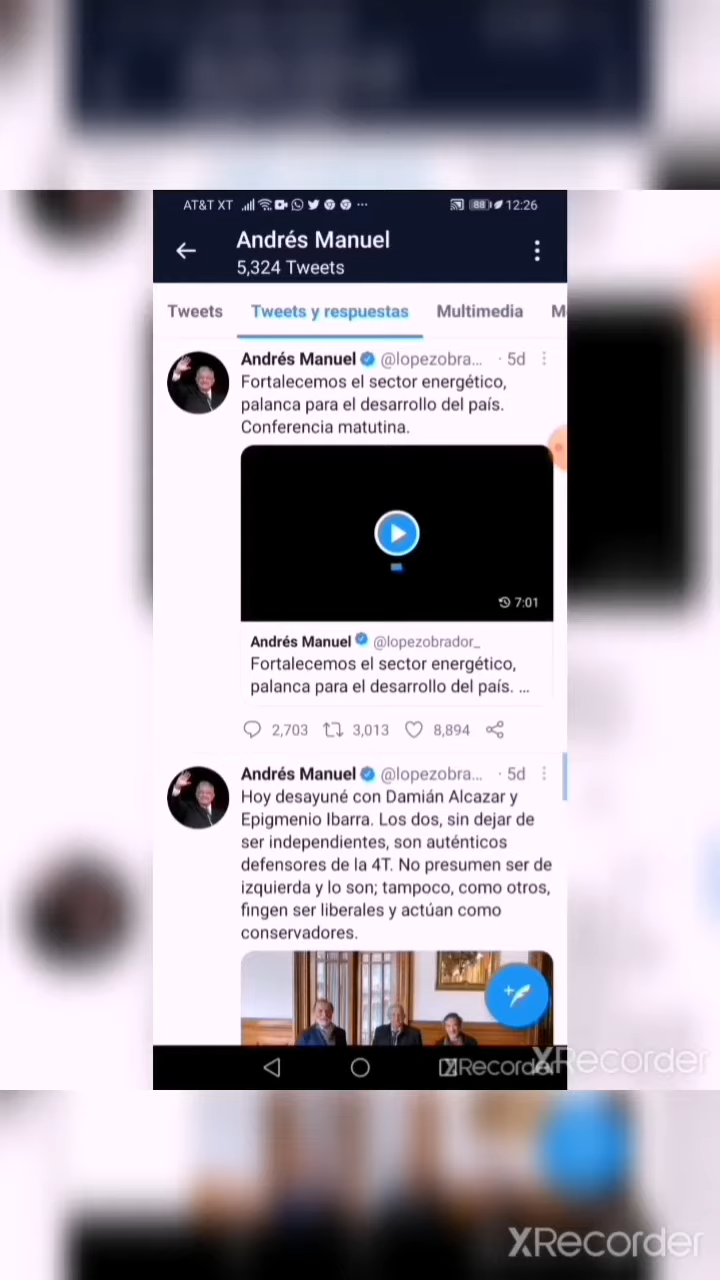 AT&T XT ... 88 12:26
Andrés Manuel
5,324 Tweets
Tweets Tweets y respuestas Multimedia M
Andrés Manuel @lopezobra... · 5d
Fortalecemos el sector energético,
palanca para el desarrollo del país.
Conferencia matutina.
7:01
Andrés Manuel @lopezobrador_
Fortalecemos el sector energético,
palanca para el desarrollo del país. ...
2,703 3,013 8,894
Andrés Manuel @lopezobra... · 5d
Hoy desayuné con Damián Alcazar y
Epigmenio Ibarra. Los dos, sin dejar de
ser independientes, son auténticos
defensores de la 4T. No presumen ser de
izquierda y lo son; tampoco, como otros,
fingen ser liberales y actúan como
conservadores.
XRecorder
XRecorder
XRecorder